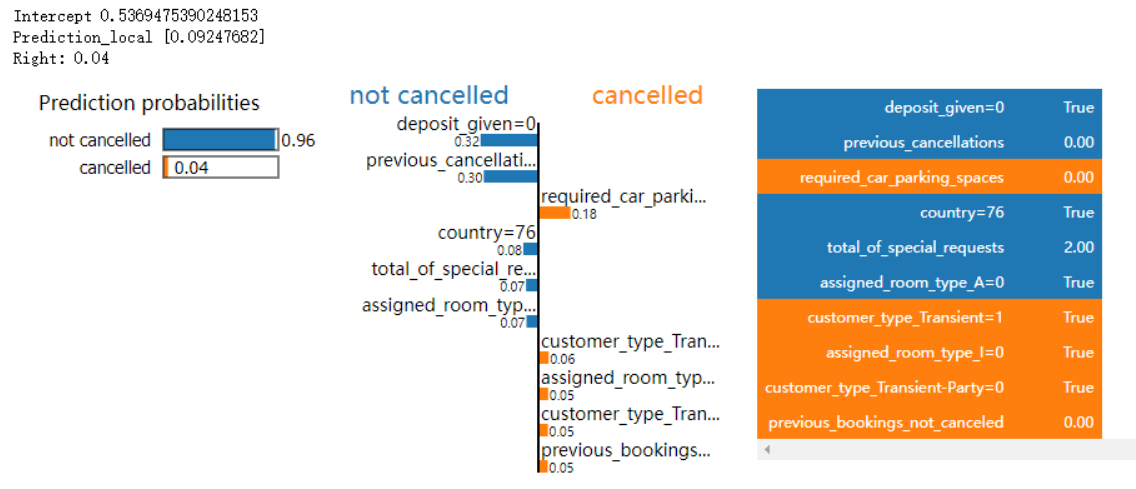 Intercept 0.5369475390248153
Prediction_local [0.09247682]
Right: 0.04
Prediction probabilities
not cancelled 0.96
cancelled 0.04
not cancelled cancelled
deposit_given=0
0.32
previous_cancellati...
0.30
required_car_parki...
0.18
country=76
0.08
total_of_special_re...
0.07
assigned_room_typ...
0.07
customer_type_Tran...
0.06
assigned_room_typ...
0.05
customer_type_Tran...
0.05
previous_bookings...
0.05
deposit_given=0 True
previous_cancellations 0.00
required_car_parking_spaces 0.00
country=76 True
total_of_special_requests 2.00
assigned_room_type_A=0 True
customer_type_Transient=1 True
assigned_room_type_I=0 True
customer_type_Transient-Party=0 True
previous_bookings_not_canceled 0.00